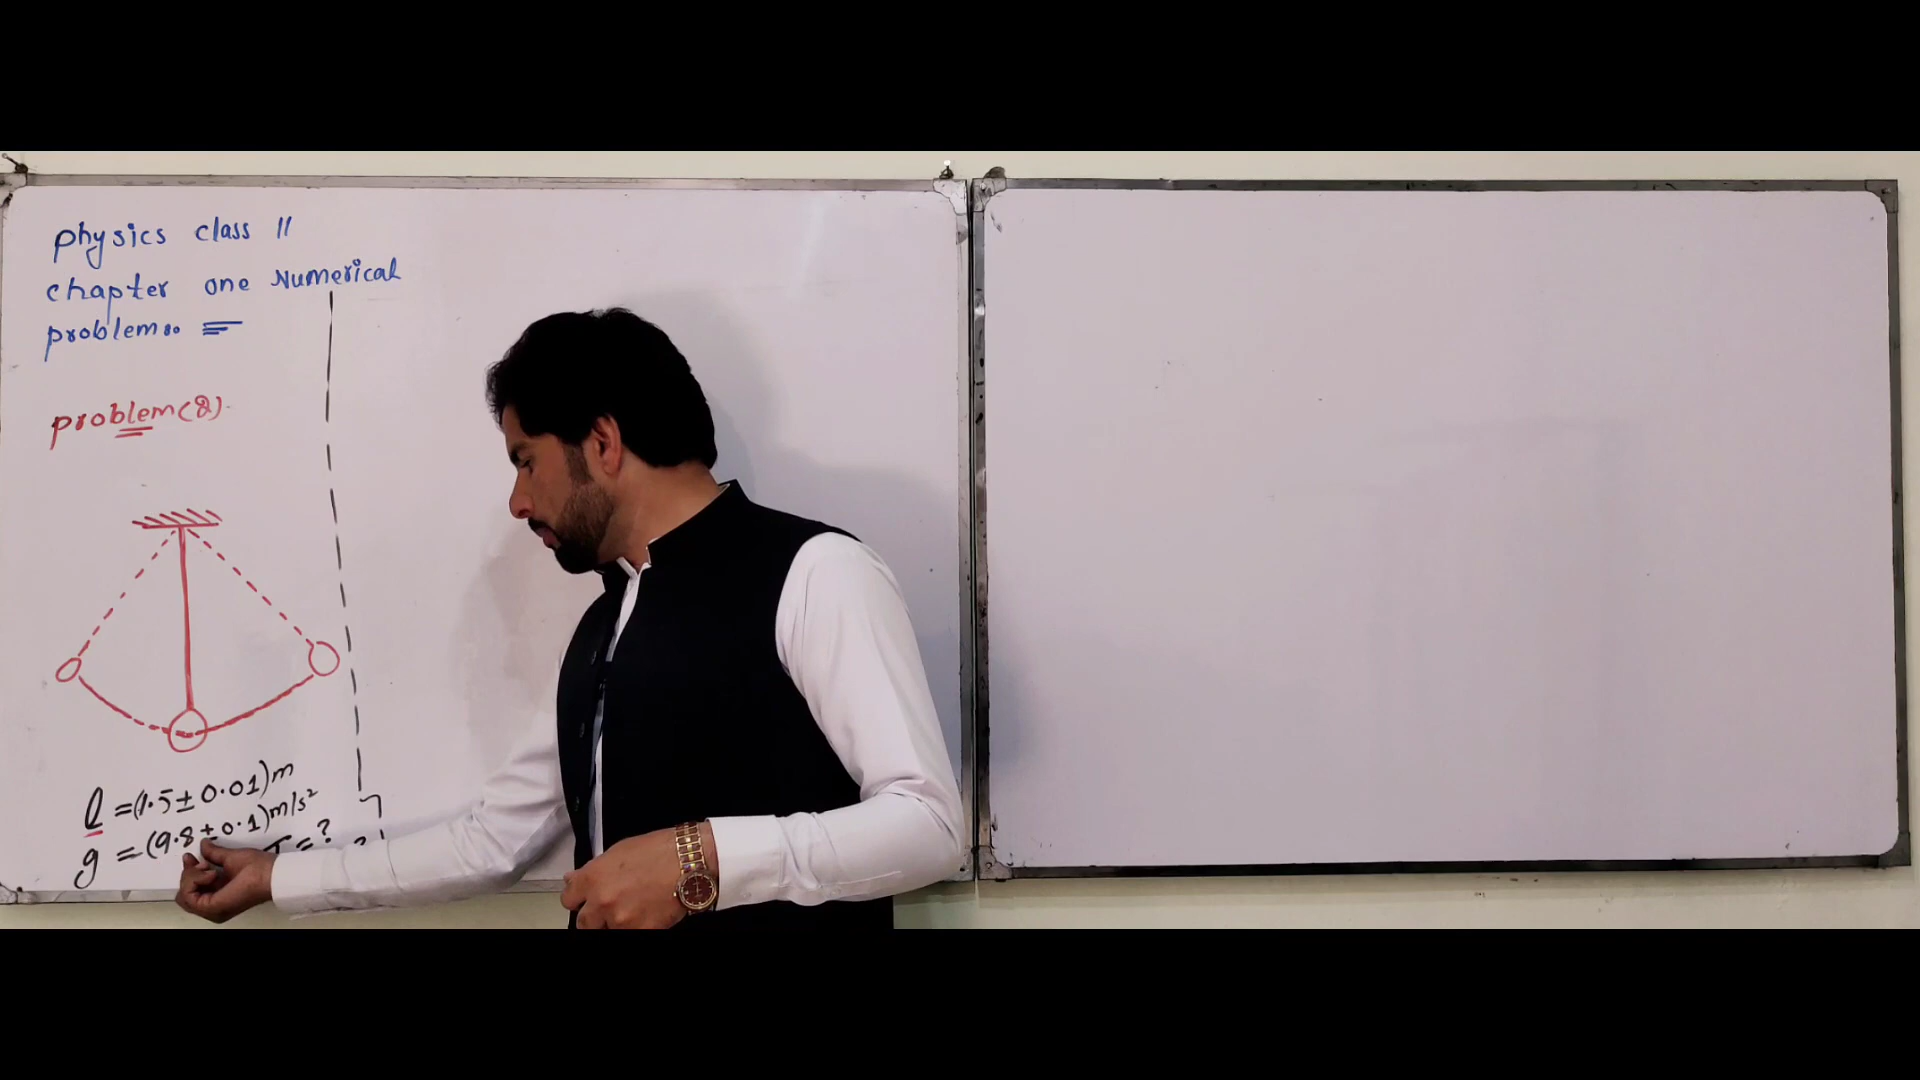 physics class 11
chapter one Numerical
problem..
problem(8).
l =(1.5±0.01)m
g =(9.8±0.1)m/s²
T=?